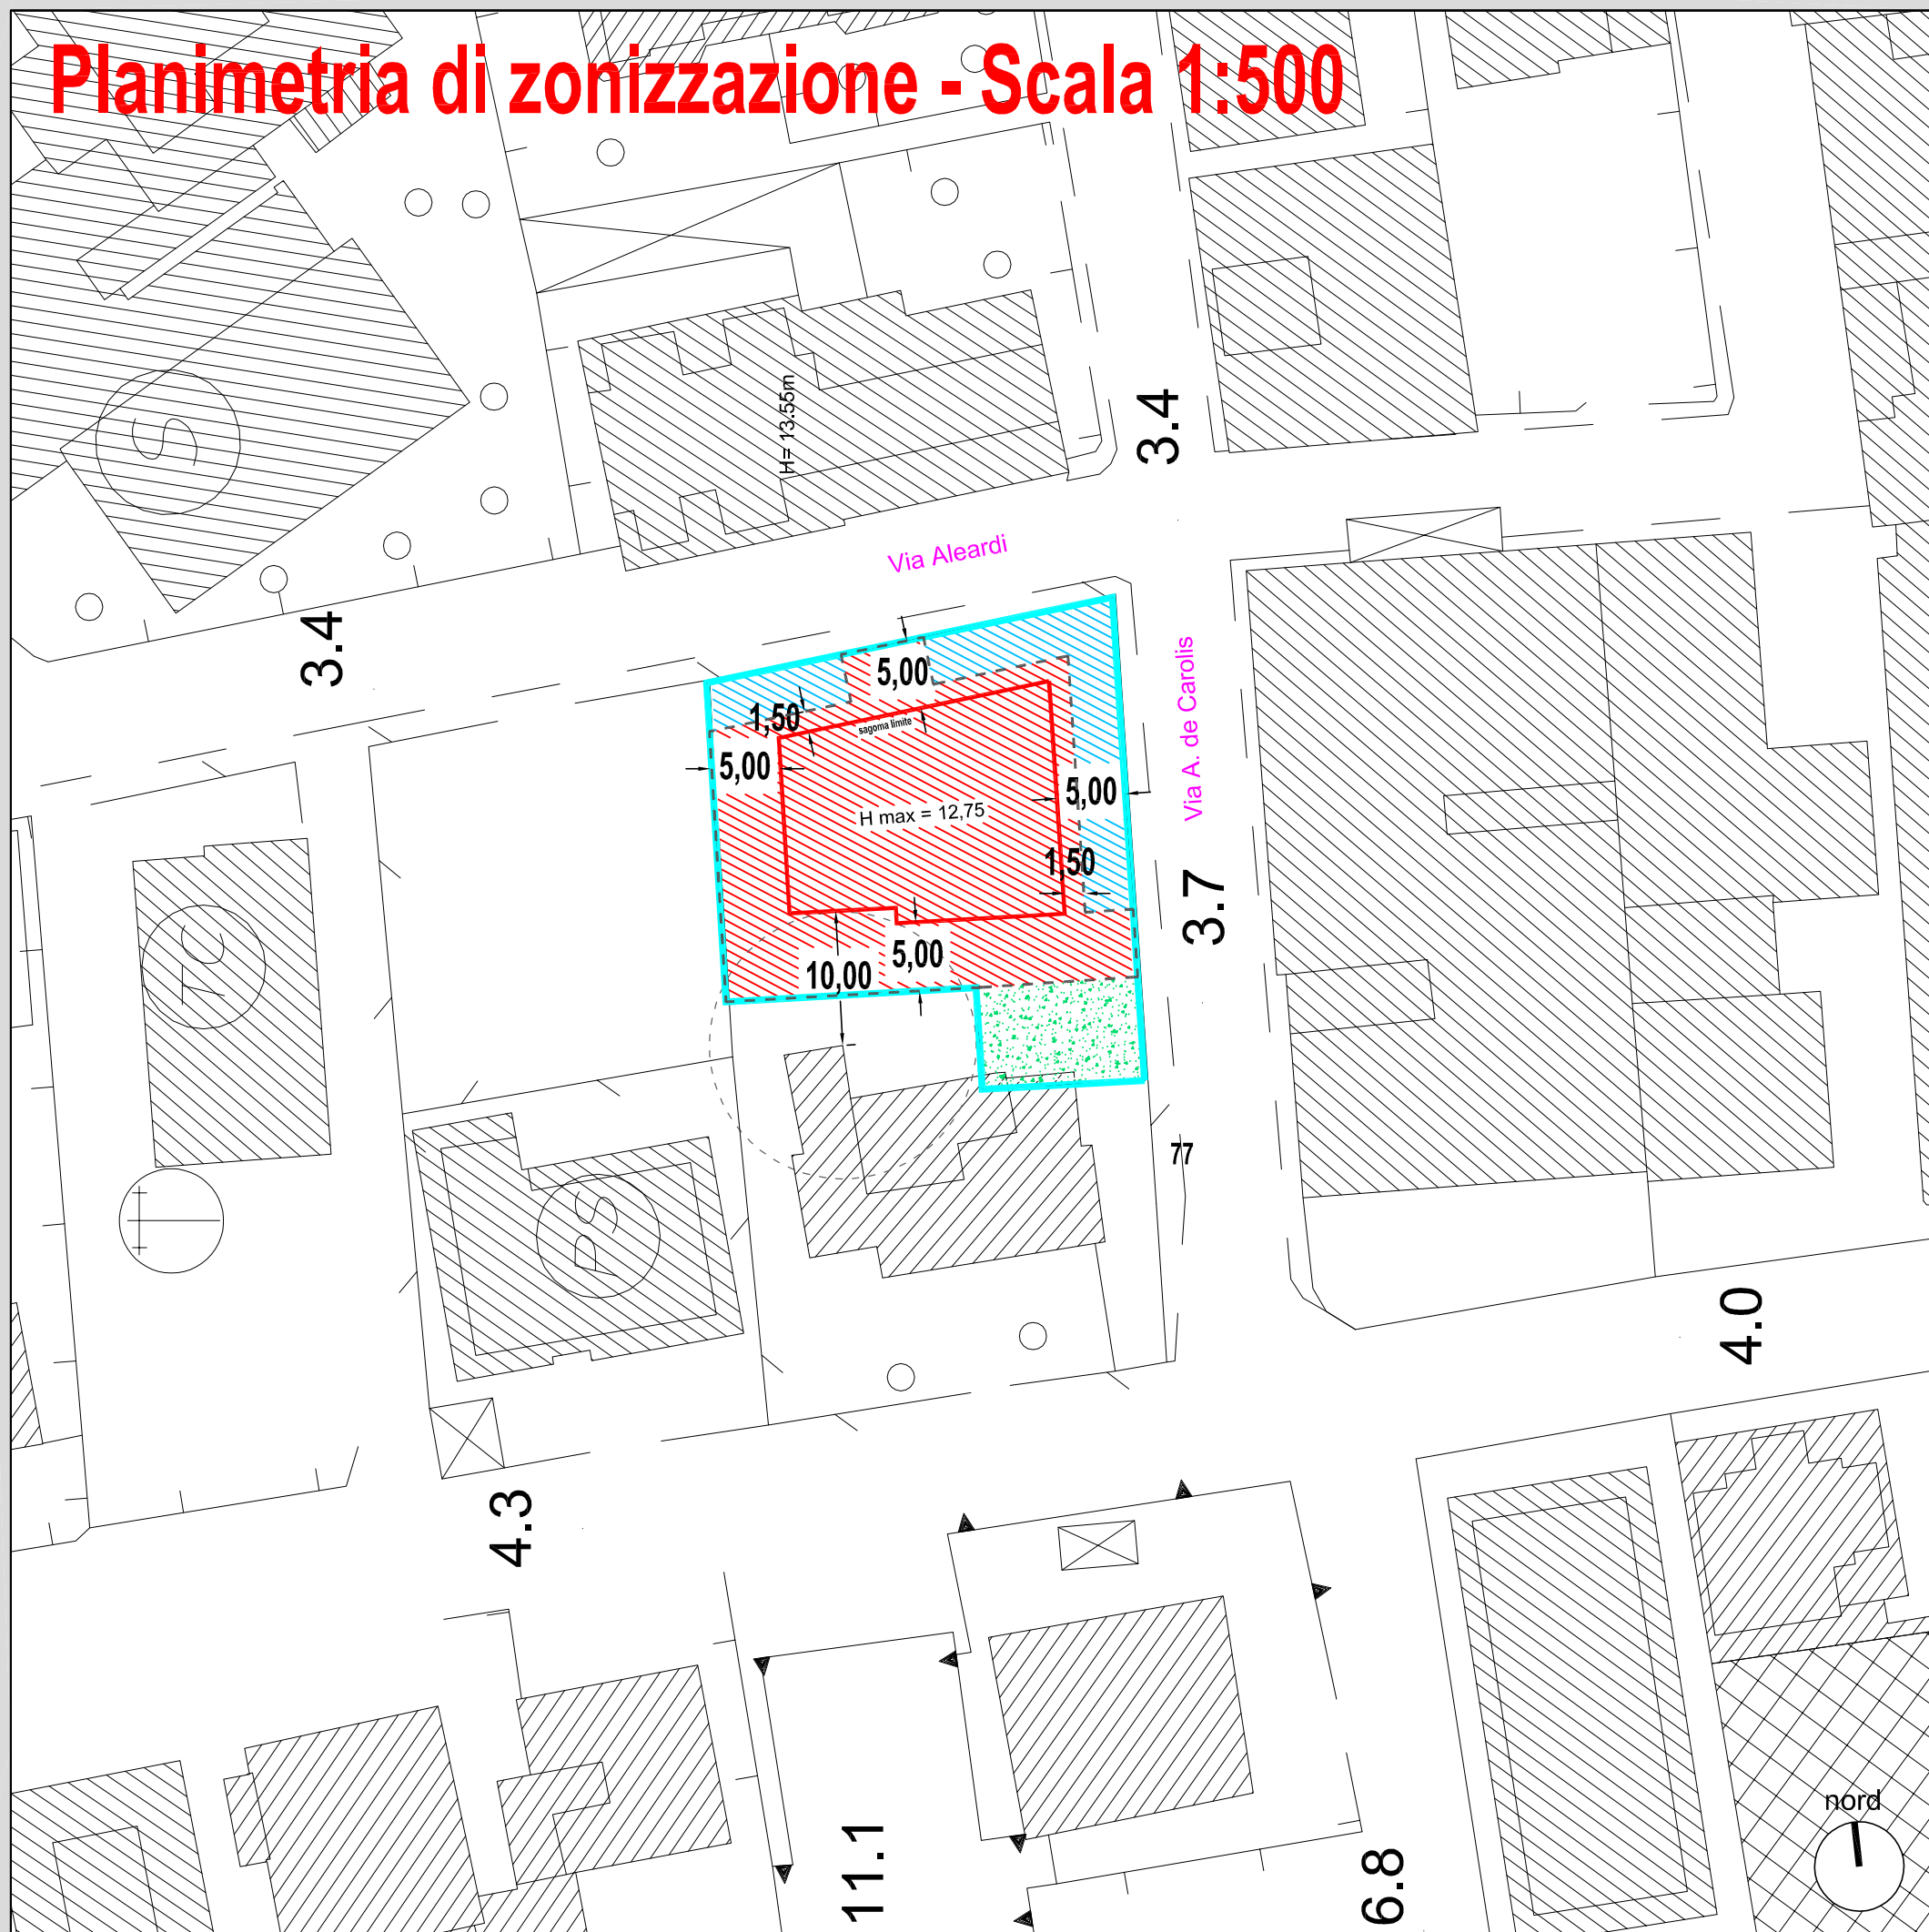 Planimetria di zonizzazione - Scala 1:500
H= 13.55m
3.4
Via Aleardi
3.4
S
5,00
1,50
sagoma limite
5,00
5,00
H max = 12,75
Via A. de Carolis
1,50
3.7
5,00
10,00
RC
77
RS
4.0
4.3
nord
11.1
6.8